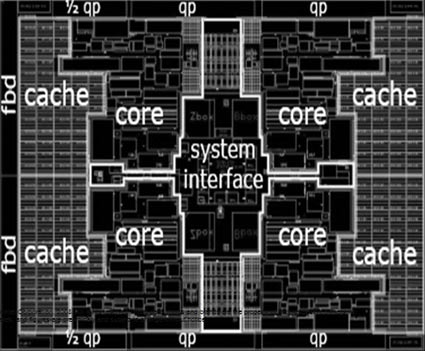 ½ qp qp qp
fbd
cache core core cache
Zbox
system
interface
fbd
cache core core cache
½ qp qp qp